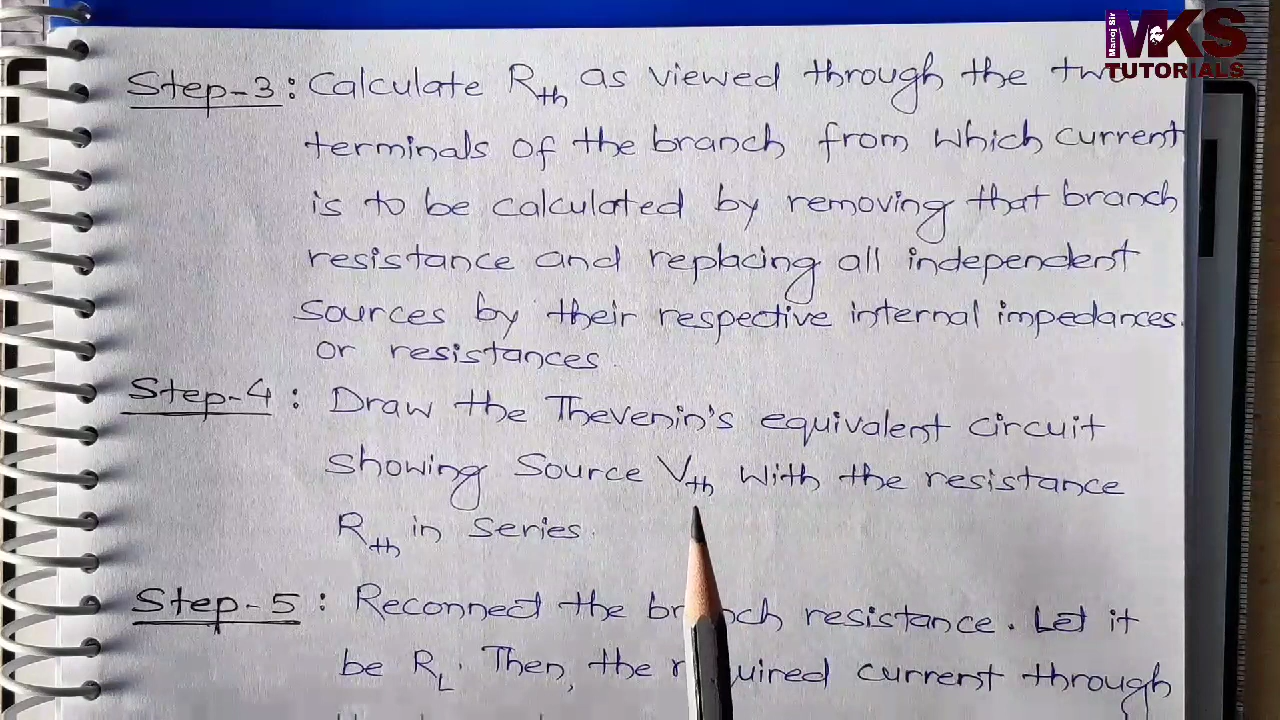 Manoj Sir
MKS
TUTORIALS
Step-3: Calculate Rth as viewed through the two
terminals of the branch from which current
is to be calculated by removing that branch
resistance and replacing all independent
sources by their respective internal impedances.
or resistances.
Step-4: Draw the Thevenin's equivalent circuit
showing source Vth with the resistance
Rth in series.
Step-5: Reconnect the branch resistance. Let it
be RL. Then, the required current through